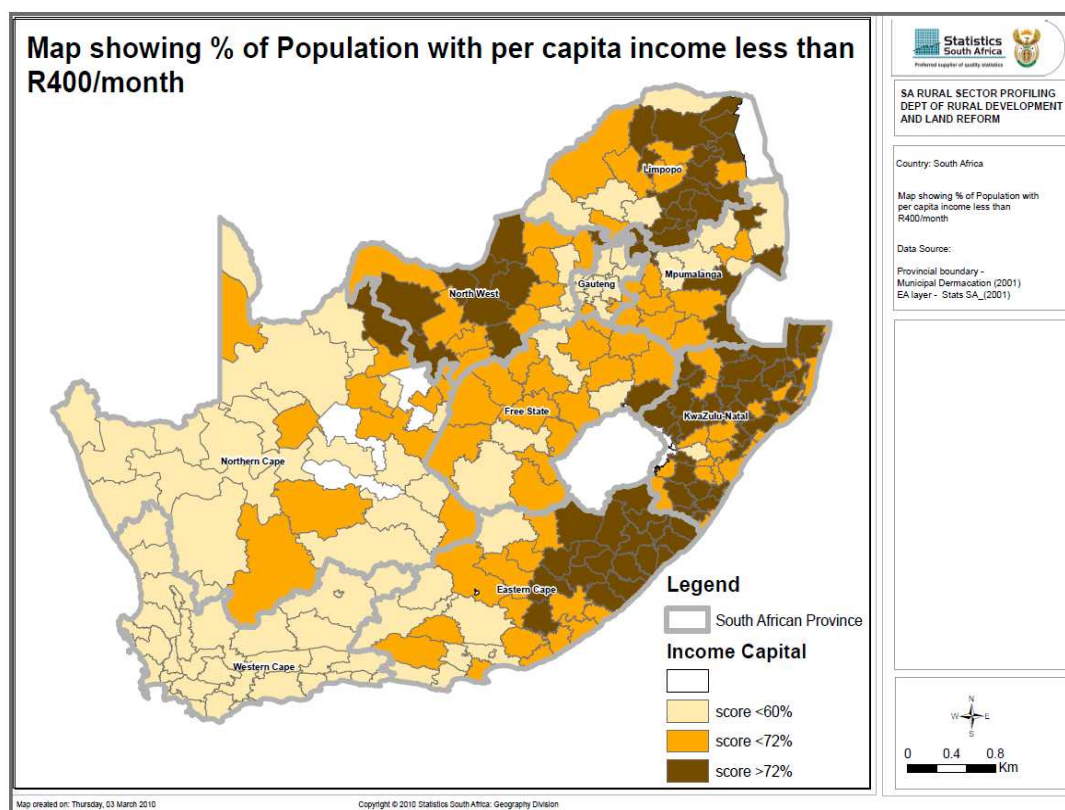 Map showing % of Population with per capita income less than
R400/month
Limpopo
Mpumalanga
Gauteng
North West
Free State
KwaZulu-Natal
Northern Cape
Eastern Cape
Western Cape
Legend
South African Province
Income Capital
score <60%
score <72%
score >72%
Statistics
South Africa
Preferred supplier of quality statistics
SA RURAL SECTOR PROFILING
DEPT OF RURAL DEVELOPMENT
AND LAND REFORM
Country: South Africa
Map showing % of Population with
per capita income less than
R400/month
Data Source:
Provincial boundary -
Municipal Dermacation (2001)
EA layer - Stats SA_(2001)
N
W E
S
0 0.4 0.8
Km
Map created on: Thursday, 03 March 2010
Copyright © 2010 Statistics South Africa: Geography Division